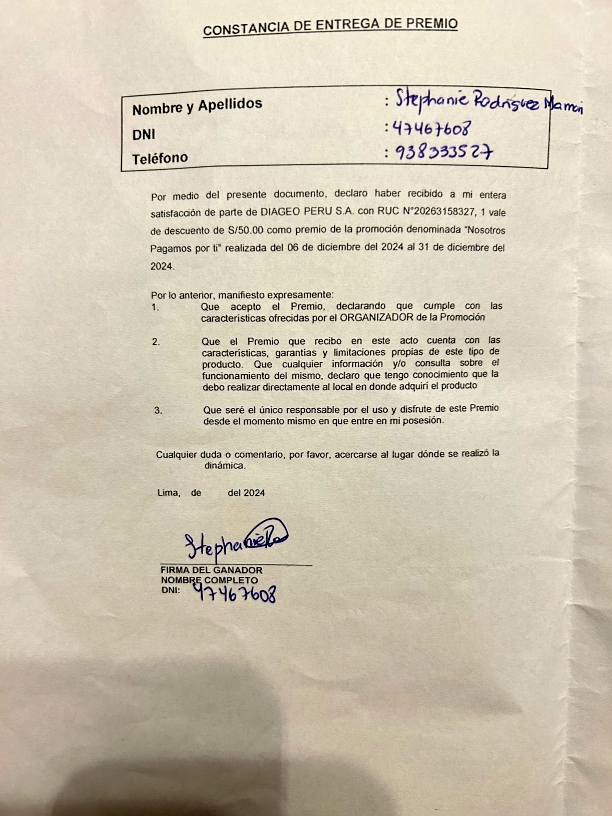 CONSTANCIA DE ENTREGA DE PREMIO
Nombre y Apellidos : Stephanie Rodríguez Mamani
DNI : 47467608
Teléfono : 938333527
Por medio del presente documento, declaro haber recibido a mi entera
satisfacción de parte de DIAGEO PERU S.A. con RUC N°20263158327, 1 vale
de descuento de S/50.00 como premio de la promoción denominada "Nosotros
Pagamos por ti" realizada del 06 de diciembre del 2024 al 31 de diciembre del
2024.
Por lo anterior, manifiesto expresamente:
1. Que acepto el Premio, declarando que cumple con las
características ofrecidas por el ORGANIZADOR de la Promoción
2. Que el Premio que recibo en este acto cuenta con las
características, garantías y limitaciones propias de este tipo de
producto. Que cualquier información y/o consulta sobre el
funcionamiento del mismo, declaro que tengo conocimiento que la
debo realizar directamente al local en donde adquirí el producto
3. Que seré el único responsable por el uso y disfrute de este Premio
desde el momento mismo en que entre en mi posesión.
Cualquier duda o comentario, por favor, acercarse al lugar dónde se realizó la
dinámica.
Lima, de del 2024
Stephanie Ro
FIRMA DEL GANADOR
NOMBRE COMPLETO
DNI: 47467608